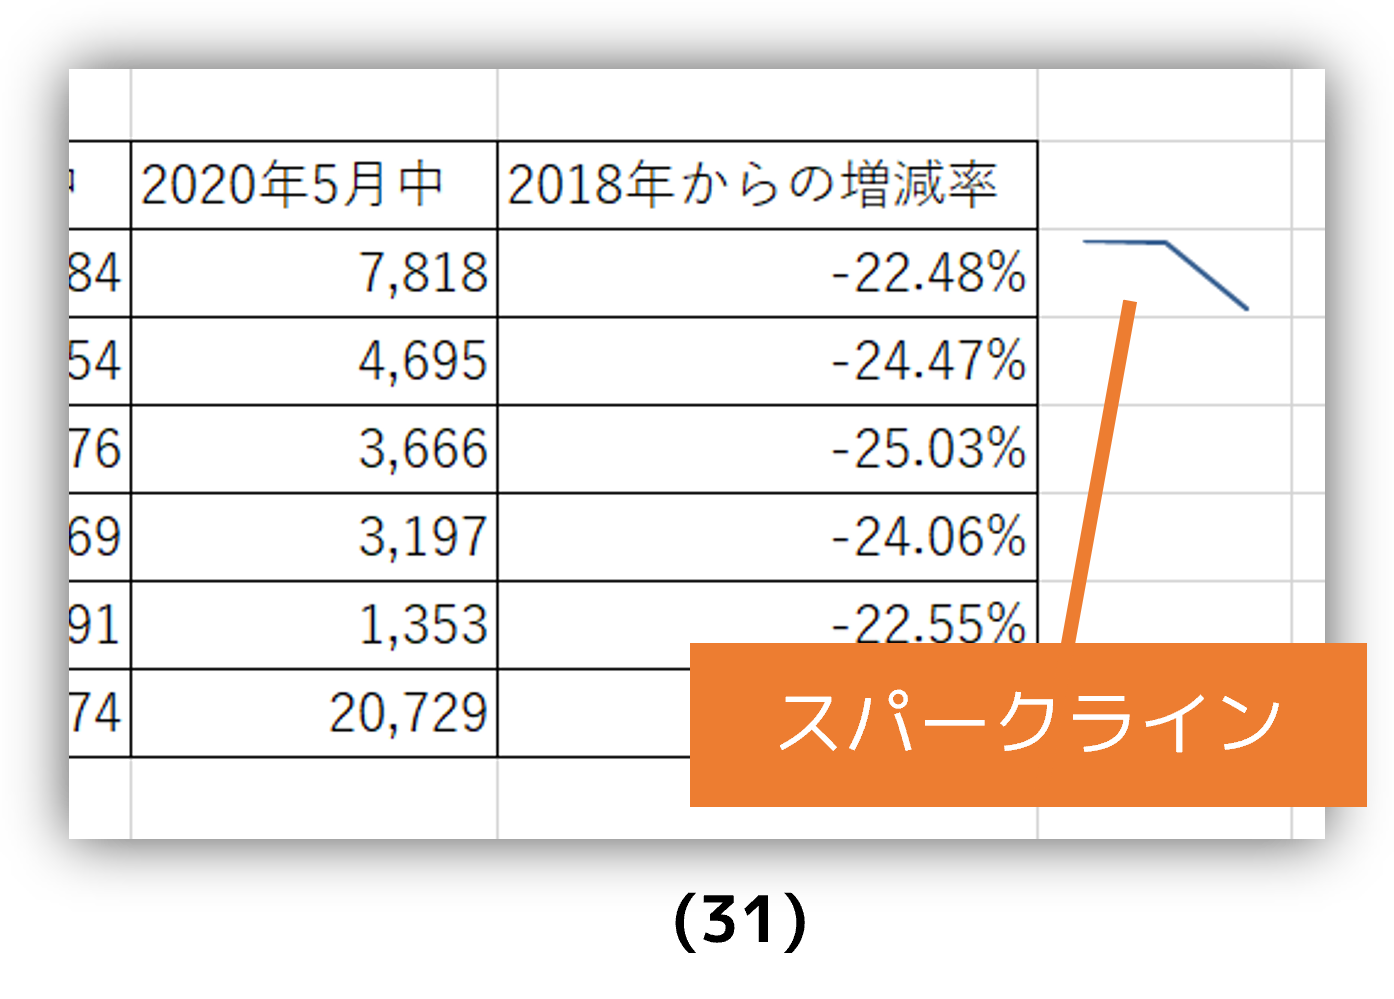 2020年5月中 2018年からの増減率
84 7,818 -22.48%
54 4,695 -24.47%
76 3,666 -25.03%
69 3,197 -24.06%
91 1,353 -22.55%
74 20,729
スパークライン
(31)